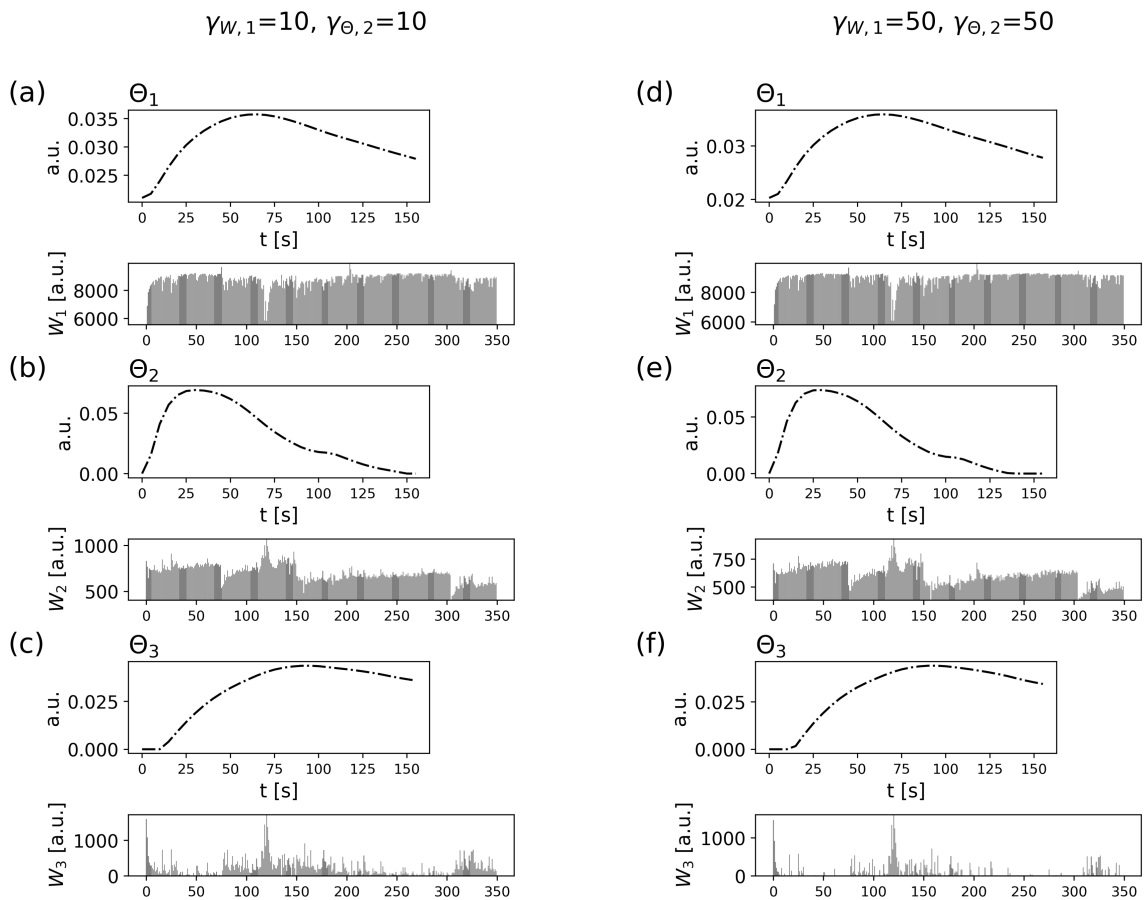 γW,1=10, γΘ,2=10
(a)
Θ1
a.u.
0.035
0.030
0.025
0 25 50 75 100 125 150
t [s]
W1 [a.u.]
8000
6000
0 50 100 150 200 250 300 350
(b)
Θ2
a.u.
0.05
0.00
0 25 50 75 100 125 150
t [s]
W2 [a.u.]
1000
500
0 50 100 150 200 250 300 350
(c)
Θ3
a.u.
0.025
0.000
0 25 50 75 100 125 150
t [s]
W3 [a.u.]
1000
0
0 50 100 150 200 250 300 350
γW,1=50, γΘ,2=50
(d)
Θ1
a.u.
0.03
0.02
0 25 50 75 100 125 150
t [s]
W1 [a.u.]
8000
6000
0 50 100 150 200 250 300 350
(e)
Θ2
a.u.
0.05
0.00
0 25 50 75 100 125 150
t [s]
W2 [a.u.]
750
500
0 50 100 150 200 250 300 350
(f)
Θ3
a.u.
0.025
0.000
0 25 50 75 100 125 150
t [s]
W3 [a.u.]
1000
0
0 50 100 150 200 250 300 350